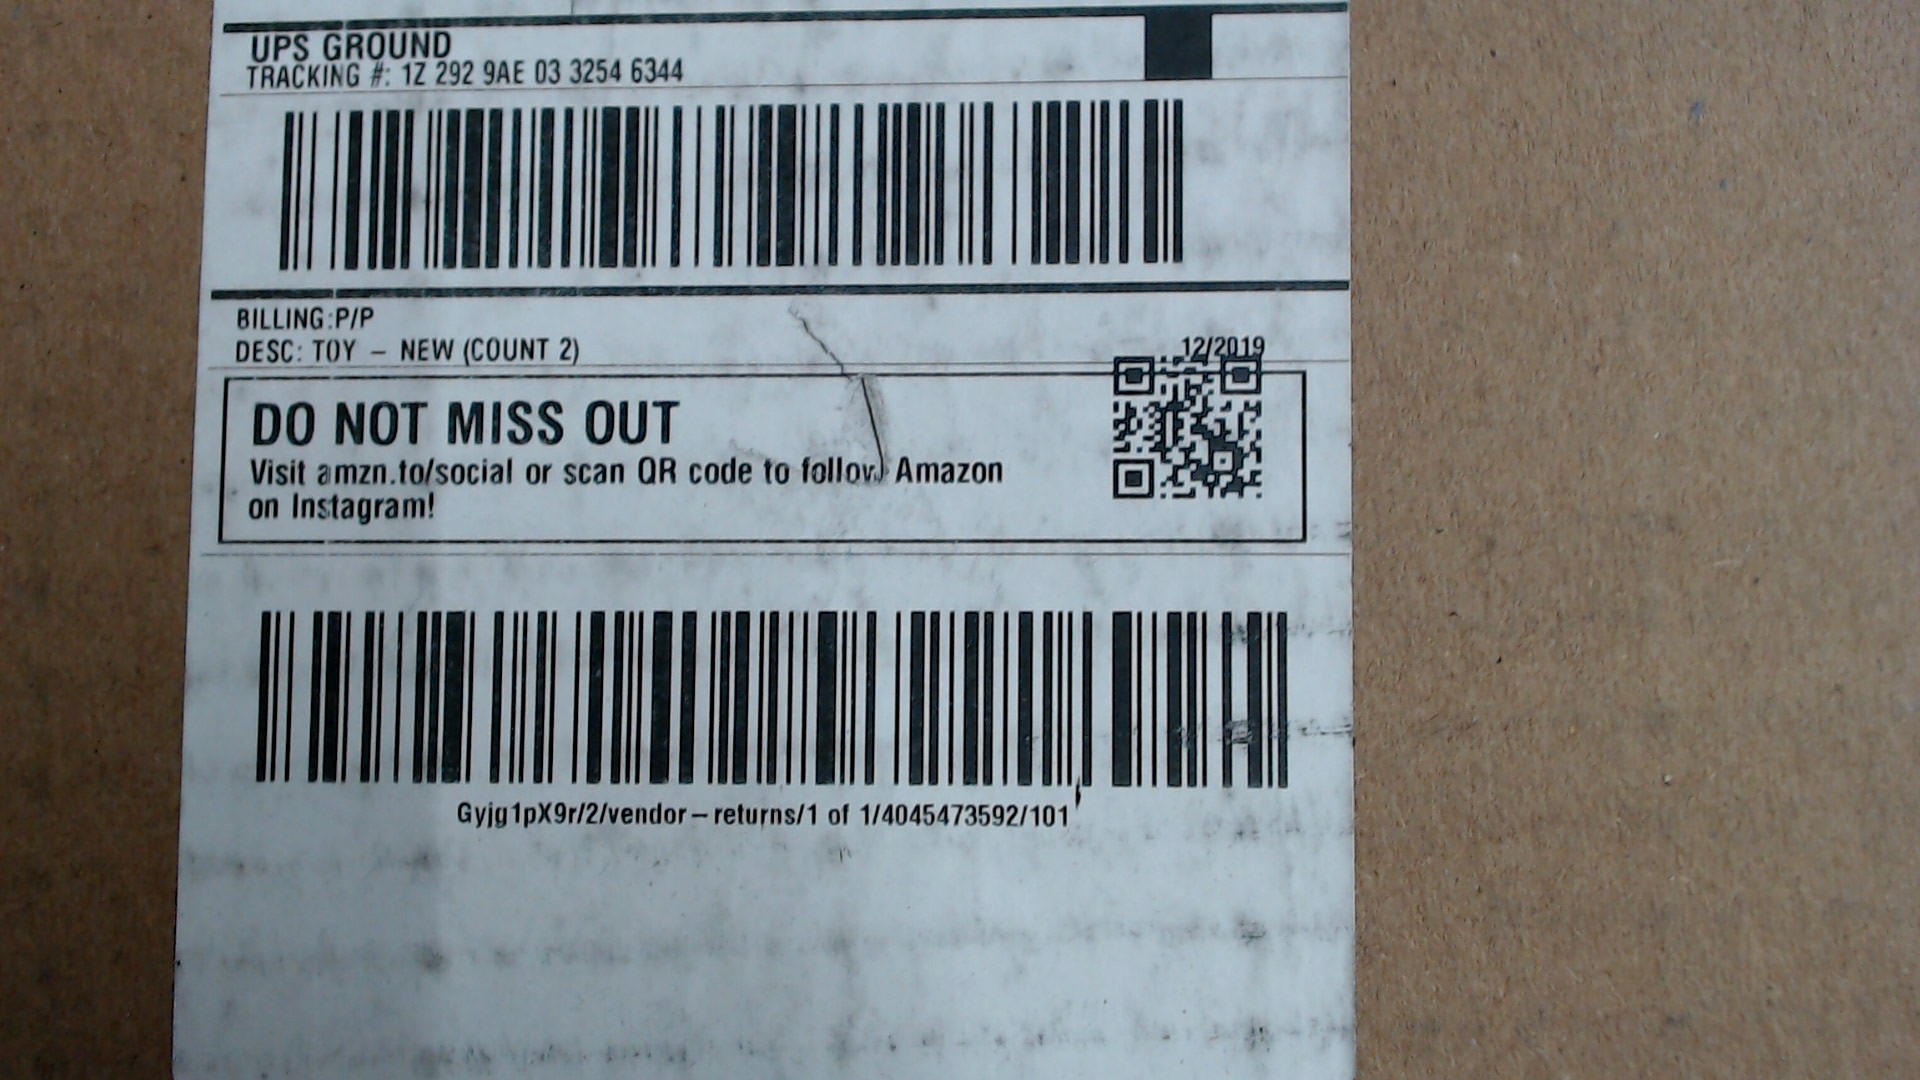 UPS GROUND
TRACKING #: 1Z 292 9AE 03 3254 6344
BILLING:P/P
DESC: TOY – NEW (COUNT 2)
12/2019
DO NOT MISS OUT
Visit amzn.to/social or scan QR code to follow Amazon
on Instagram!
Gyjg1pX9r/2/vendor–returns/1 of 1/4045473592/101